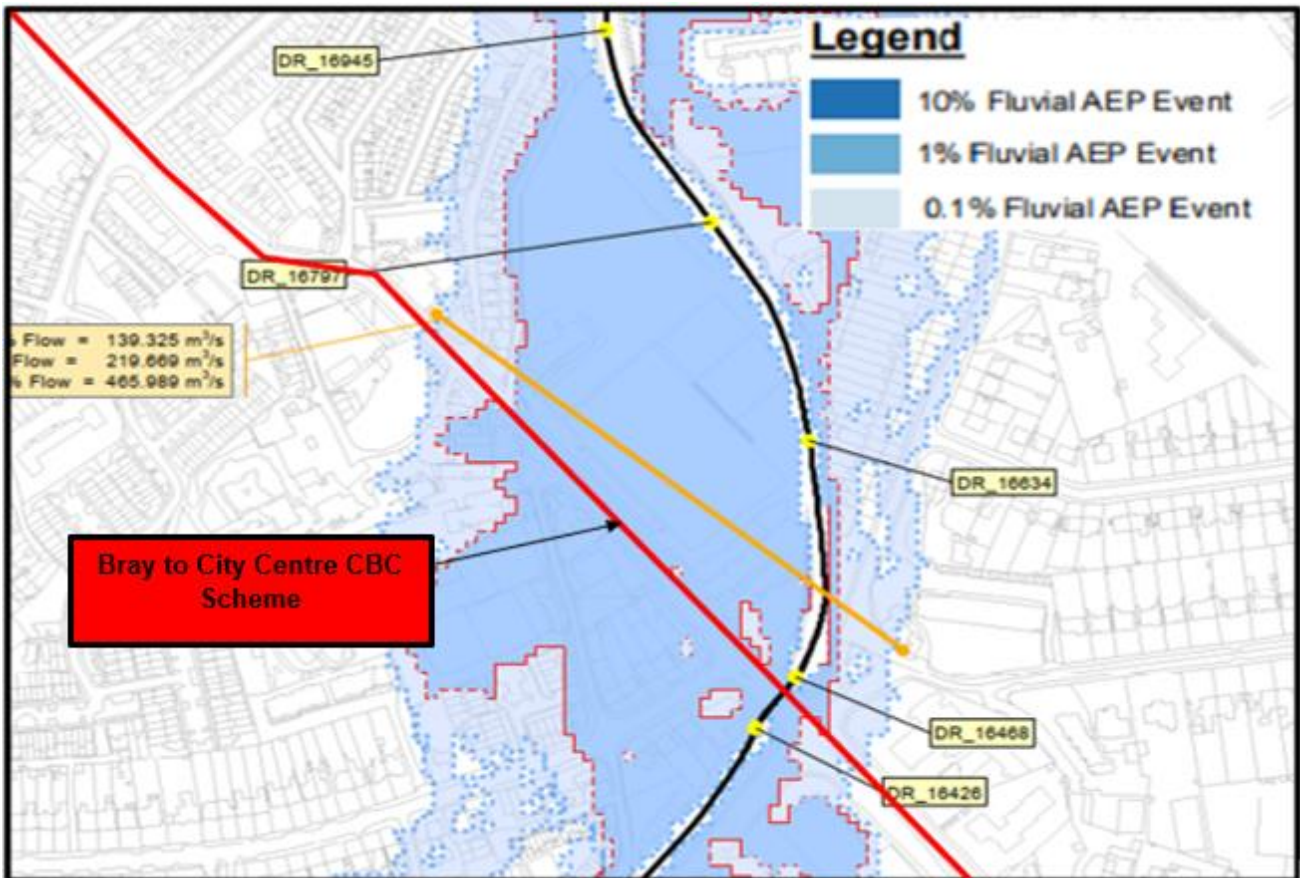 Legend
10% Fluvial AEP Event
1% Fluvial AEP Event
0.1% Fluvial AEP Event
DR_16945
DR_16797
% Flow = 139.325 m³/s
Flow = 219.669 m³/s
% Flow = 465.989 m³/s
DR_16634
Bray to City Centre CBC
Scheme
DR_16468
DR_16426